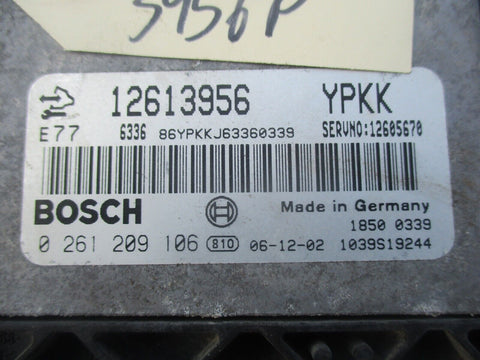 5956P
12613956 YPKK
E77 6336 86YPKKJ63360339 SERVNO:12605670
BOSCH Made in Germany
1850 0339
0 261 209 106 810 06-12-02 1039S19244